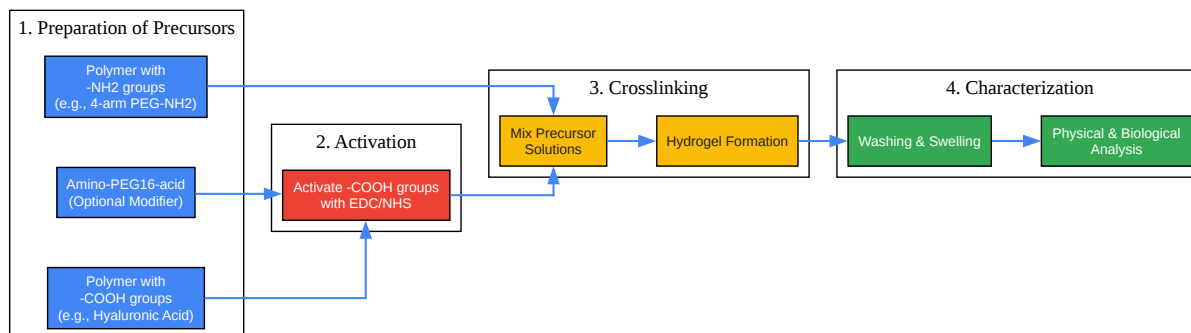 1. Preparation of Precursors
Polymer with
-NH2 groups
(e.g., 4-arm PEG-NH2)
Amino-PEG16-acid
(Optional Modifier)
Polymer with
-COOH groups
(e.g., Hyaluronic Acid)
2. Activation
Activate -COOH groups
with EDC/NHS
3. Crosslinking
Mix Precursor
Solutions
Hydrogel Formation
4. Characterization
Washing & Swelling
Physical & Biological
Analysis